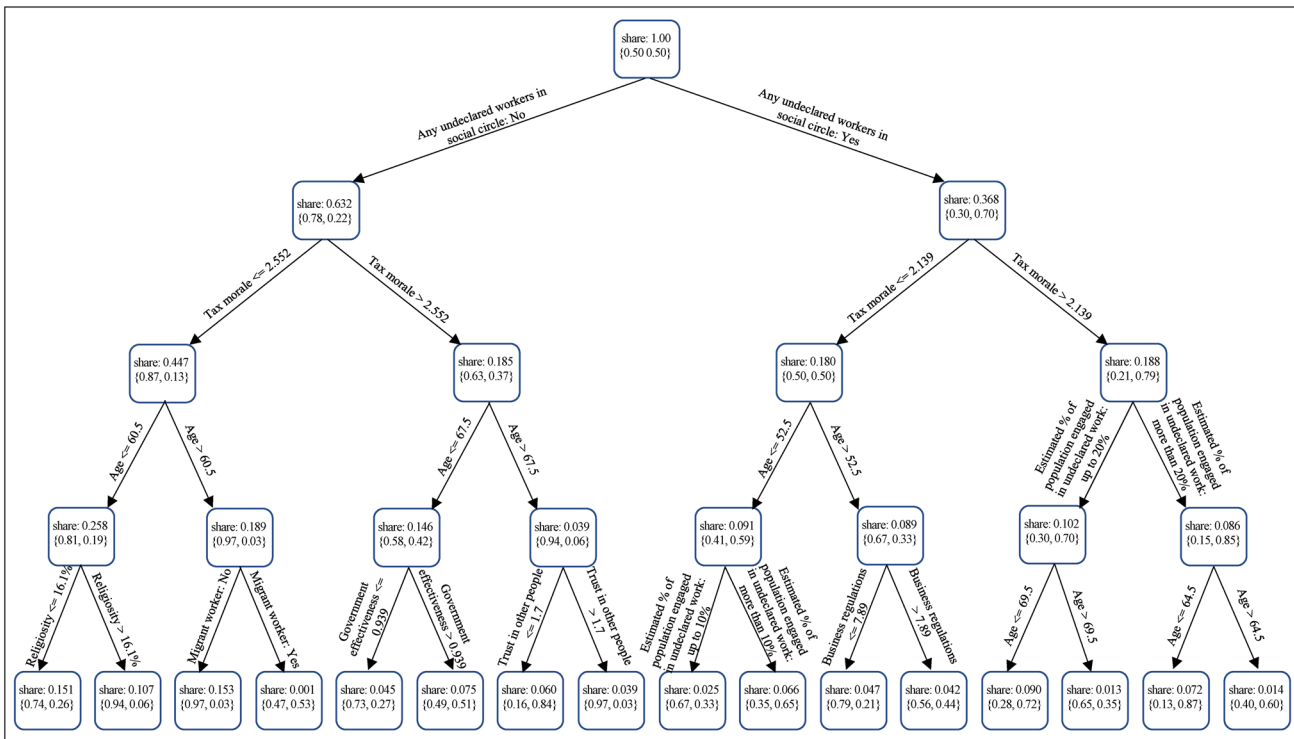 share: 1.00
{0.50 0.50}
Any undeclared workers in
social circle: No
Any undeclared workers in
social circle: Yes
share: 0.632
{0.78, 0.22}
share: 0.368
{0.30, 0.70}
Tax morale <= 2.552
Tax morale > 2.552
Tax morale <= 2.139
Tax morale > 2.139
share: 0.447
{0.87, 0.13}
share: 0.185
{0.63, 0.37}
share: 0.180
{0.50, 0.50}
share: 0.188
{0.21, 0.79}
Age <= 60.5
Age > 60.5
Age <= 67.5
Age > 67.5
Age <= 52.5
Age > 52.5
Estimated % of
population engaged
in undeclared work:
up to 20%
Estimated % of
population engaged
in undeclared work:
more than 20%
share: 0.258
{0.81, 0.19}
share: 0.189
{0.97, 0.03}
share: 0.146
{0.58, 0.42}
share: 0.039
{0.94, 0.06}
share: 0.091
{0.41, 0.59}
share: 0.089
{0.67, 0.33}
share: 0.102
{0.30, 0.70}
share: 0.086
{0.15, 0.85}
Religiosity <= 16.1%
Religiosity > 16.1%
Migrant worker: No
Migrant worker: Yes
Government
effectiveness <=
0.939
Government
effectiveness > 0.939
Trust in other people
<= 1.7
Trust in other people
> 1.7
Estimated % of
population engaged
in undeclared work:
up to 10%
Estimated % of
population engaged
in undeclared work:
more than 10%
Business regulations
<= 7.89
Business regulations
> 7.89
Age <= 69.5
Age > 69.5
Age <= 64.5
Age > 64.5
share: 0.151
{0.74, 0.26}
share: 0.107
{0.94, 0.06}
share: 0.153
{0.97, 0.03}
share: 0.001
{0.47, 0.53}
share: 0.045
{0.73, 0.27}
share: 0.075
{0.49, 0.51}
share: 0.060
{0.16, 0.84}
share: 0.039
{0.97, 0.03}
share: 0.025
{0.67, 0.33}
share: 0.066
{0.35, 0.65}
share: 0.047
{0.79, 0.21}
share: 0.042
{0.56, 0.44}
share: 0.090
{0.28, 0.72}
share: 0.013
{0.65, 0.35}
share: 0.072
{0.13, 0.87}
share: 0.014
{0.40, 0.60}